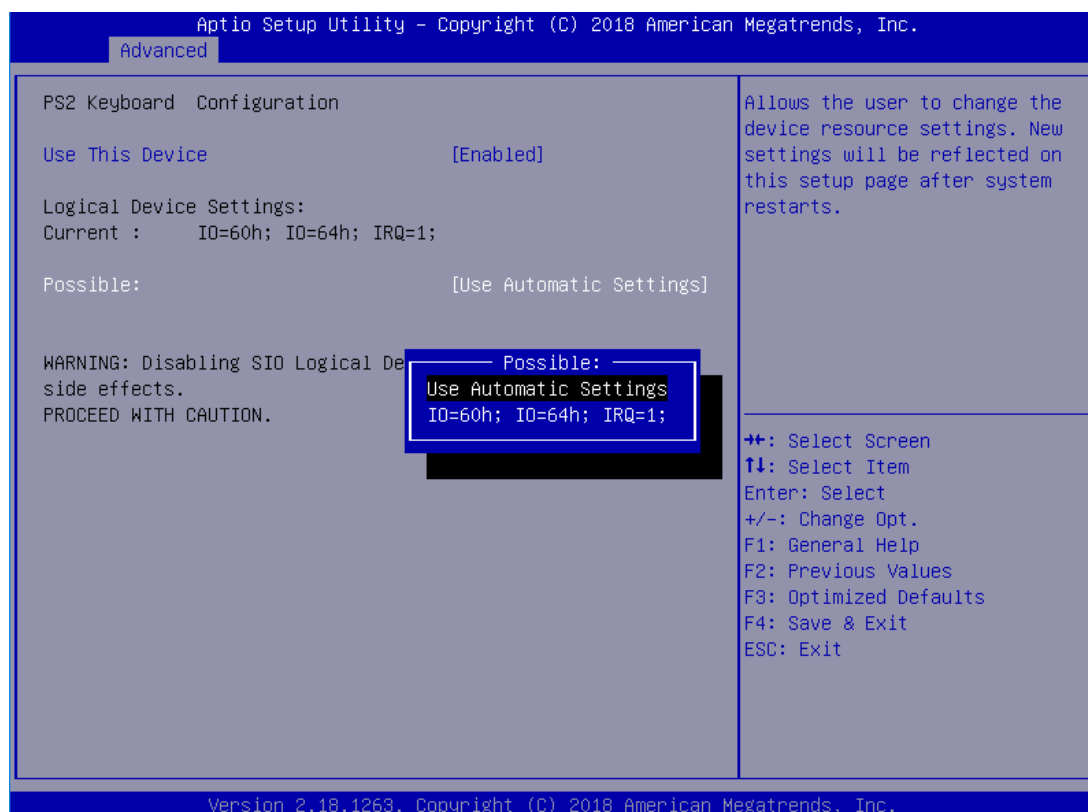 Aptio Setup Utility – Copyright (C) 2018 American Megatrends, Inc.
Advanced
PS2 Keyboard  Configuration
Use This Device [Enabled]
Logical Device Settings:
Current : IO=60h; IO=64h; IRQ=1;
Possible: [Use Automatic Settings]
WARNING: Disabling SIO Logical De
side effects.
PROCEED WITH CAUTION.
Possible:
Use Automatic Settings
IO=60h; IO=64h; IRQ=1;
Allows the user to change the
device resource settings. New
settings will be reflected on
this setup page after system
restarts.
→←: Select Screen
↑↓: Select Item
Enter: Select
+/-: Change Opt.
F1: General Help
F2: Previous Values
F3: Optimized Defaults
F4: Save & Exit
ESC: Exit
Version 2.18.1263. Copyright (C) 2018 American Megatrends, Inc.